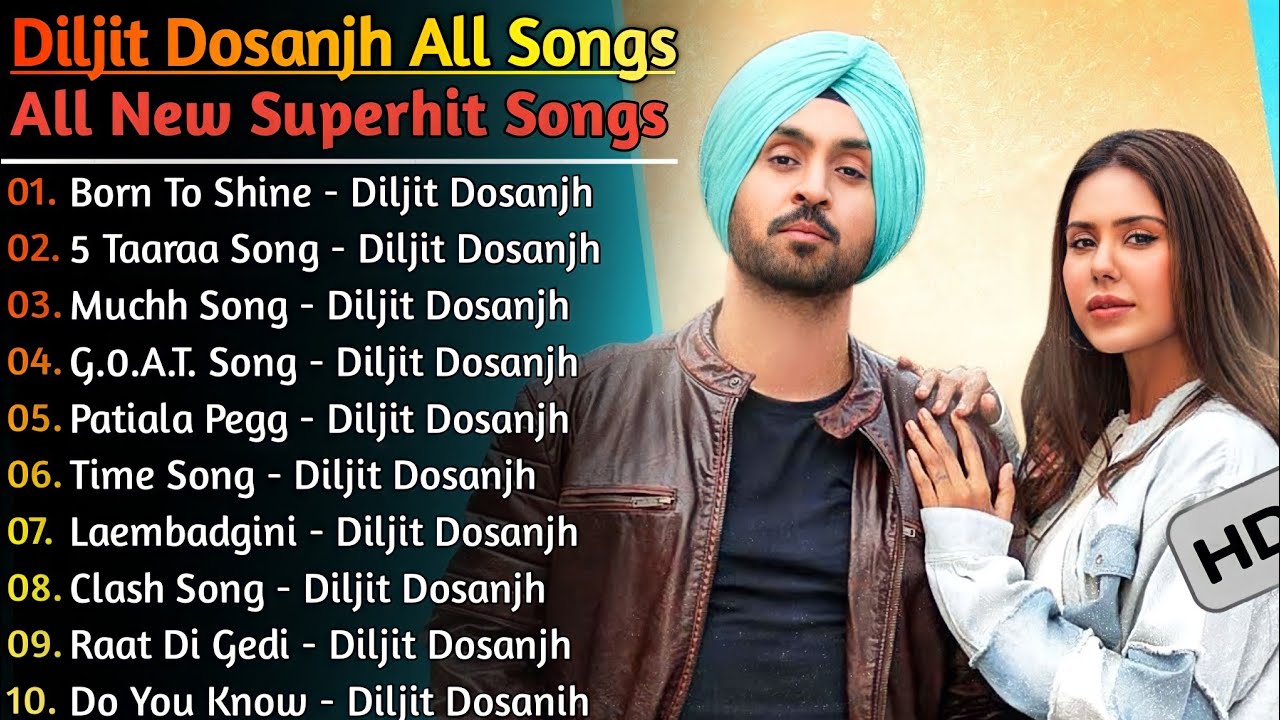 Diljit Dosanjh All Songs
All New Superhit Songs
01. Born To Shine - Diljit Dosanjh
02. 5 Taaraa Song - Diljit Dosanjh
03. Muchh Song - Diljit Dosanjh
04. G.O.A.T. Song - Diljit Dosanjh
05. Patiala Pegg - Diljit Dosanjh
06. Time Song - Diljit Dosanjh
07. Laembadgini - Diljit Dosanjh
08. Clash Song - Diljit Dosanjh
09. Raat Di Gedi - Diljit Dosanjh
10. Do You Know - Diljit Dosanjh
HD